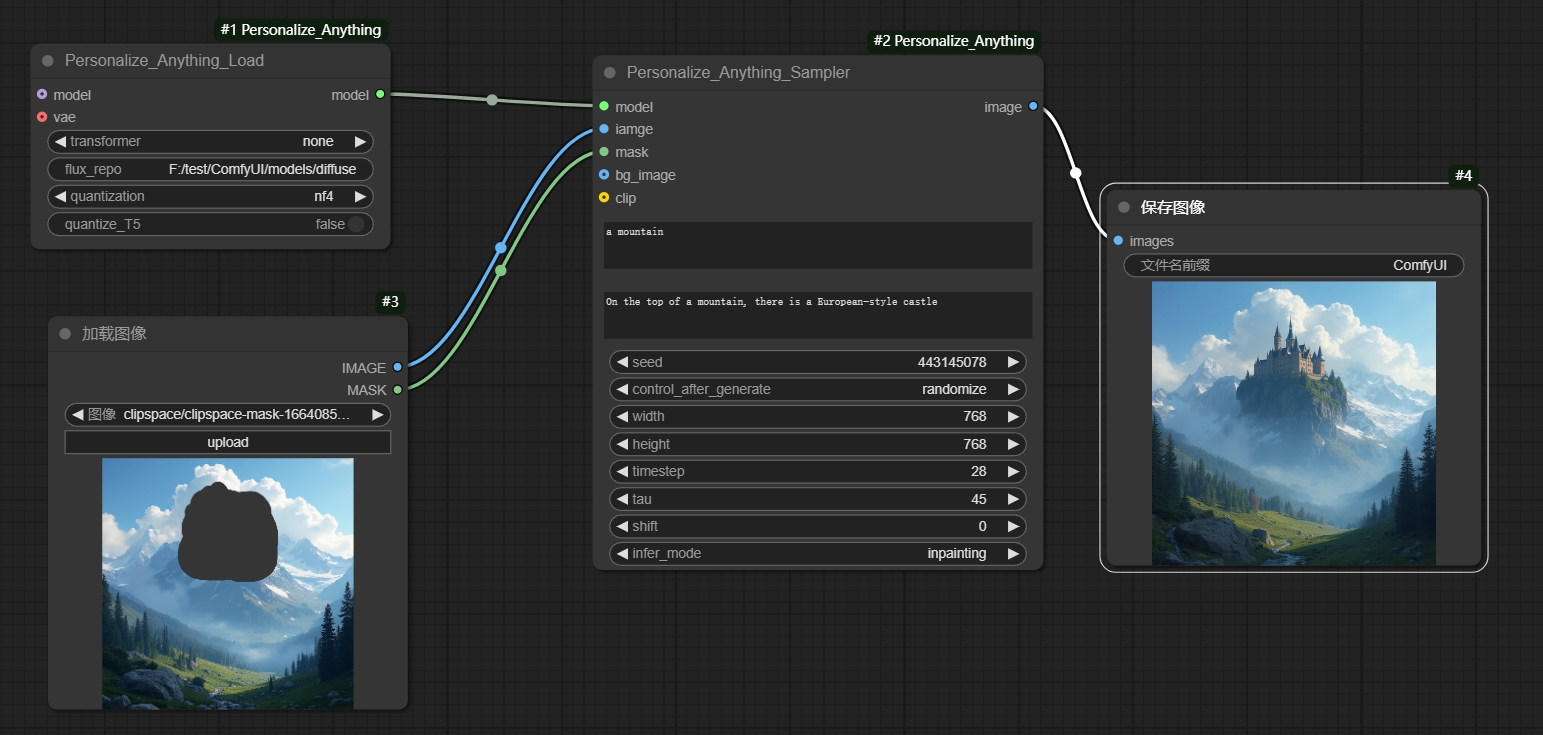 #1 Personalize_Anything
Personalize_Anything_Load
model model
vae
transformer none
flux_repo F:/test/ComfyUI/models/diffuse
quantization nf4
quantize_T5 false
#3
加载图像
IMAGE
MASK
图像 clipspace/clipspace-mask-1664085...
upload
#2 Personalize_Anything
Personalize_Anything_Sampler
model image
iamge
mask
bg_image
clip
a mountain
On the top of a mountain, there is a European-style castle
seed 443145078
control_after_generate randomize
width 768
height 768
timestep 28
tau 45
shift 0
infer_mode inpainting
#4
保存图像
images
文件名前缀 ComfyUI